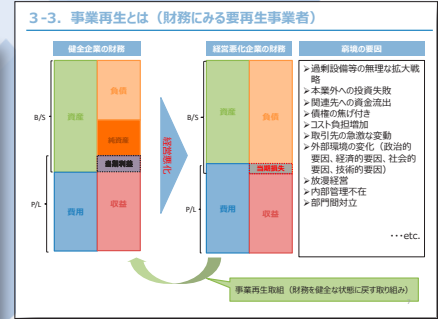 3-3．事業再生とは（財務にみる要再生事業者）
健全企業の財務
経営悪化企業の財務
窮境の要因
B/S
資産
負債
純資産
当期利益
P/L
費用
収益
経営悪化
B/S
資産
負債
当期損失
P/L
費用
収益
➢過剰設備等の無理な拡大戦
略
➢本業外への投資失敗
➢関連先への資金流出
➢債権の焦げ付き
➢コスト負担増加
➢取引先の急激な変動
➢外部環境の変化（政治的
要因、経済的要因、社会的
要因、技術的要因）
➢放漫経営
➢内部管理不在
➢部門間対立
・・・etc.
事業再生取組（財務を健全な状態に戻す取り組み）